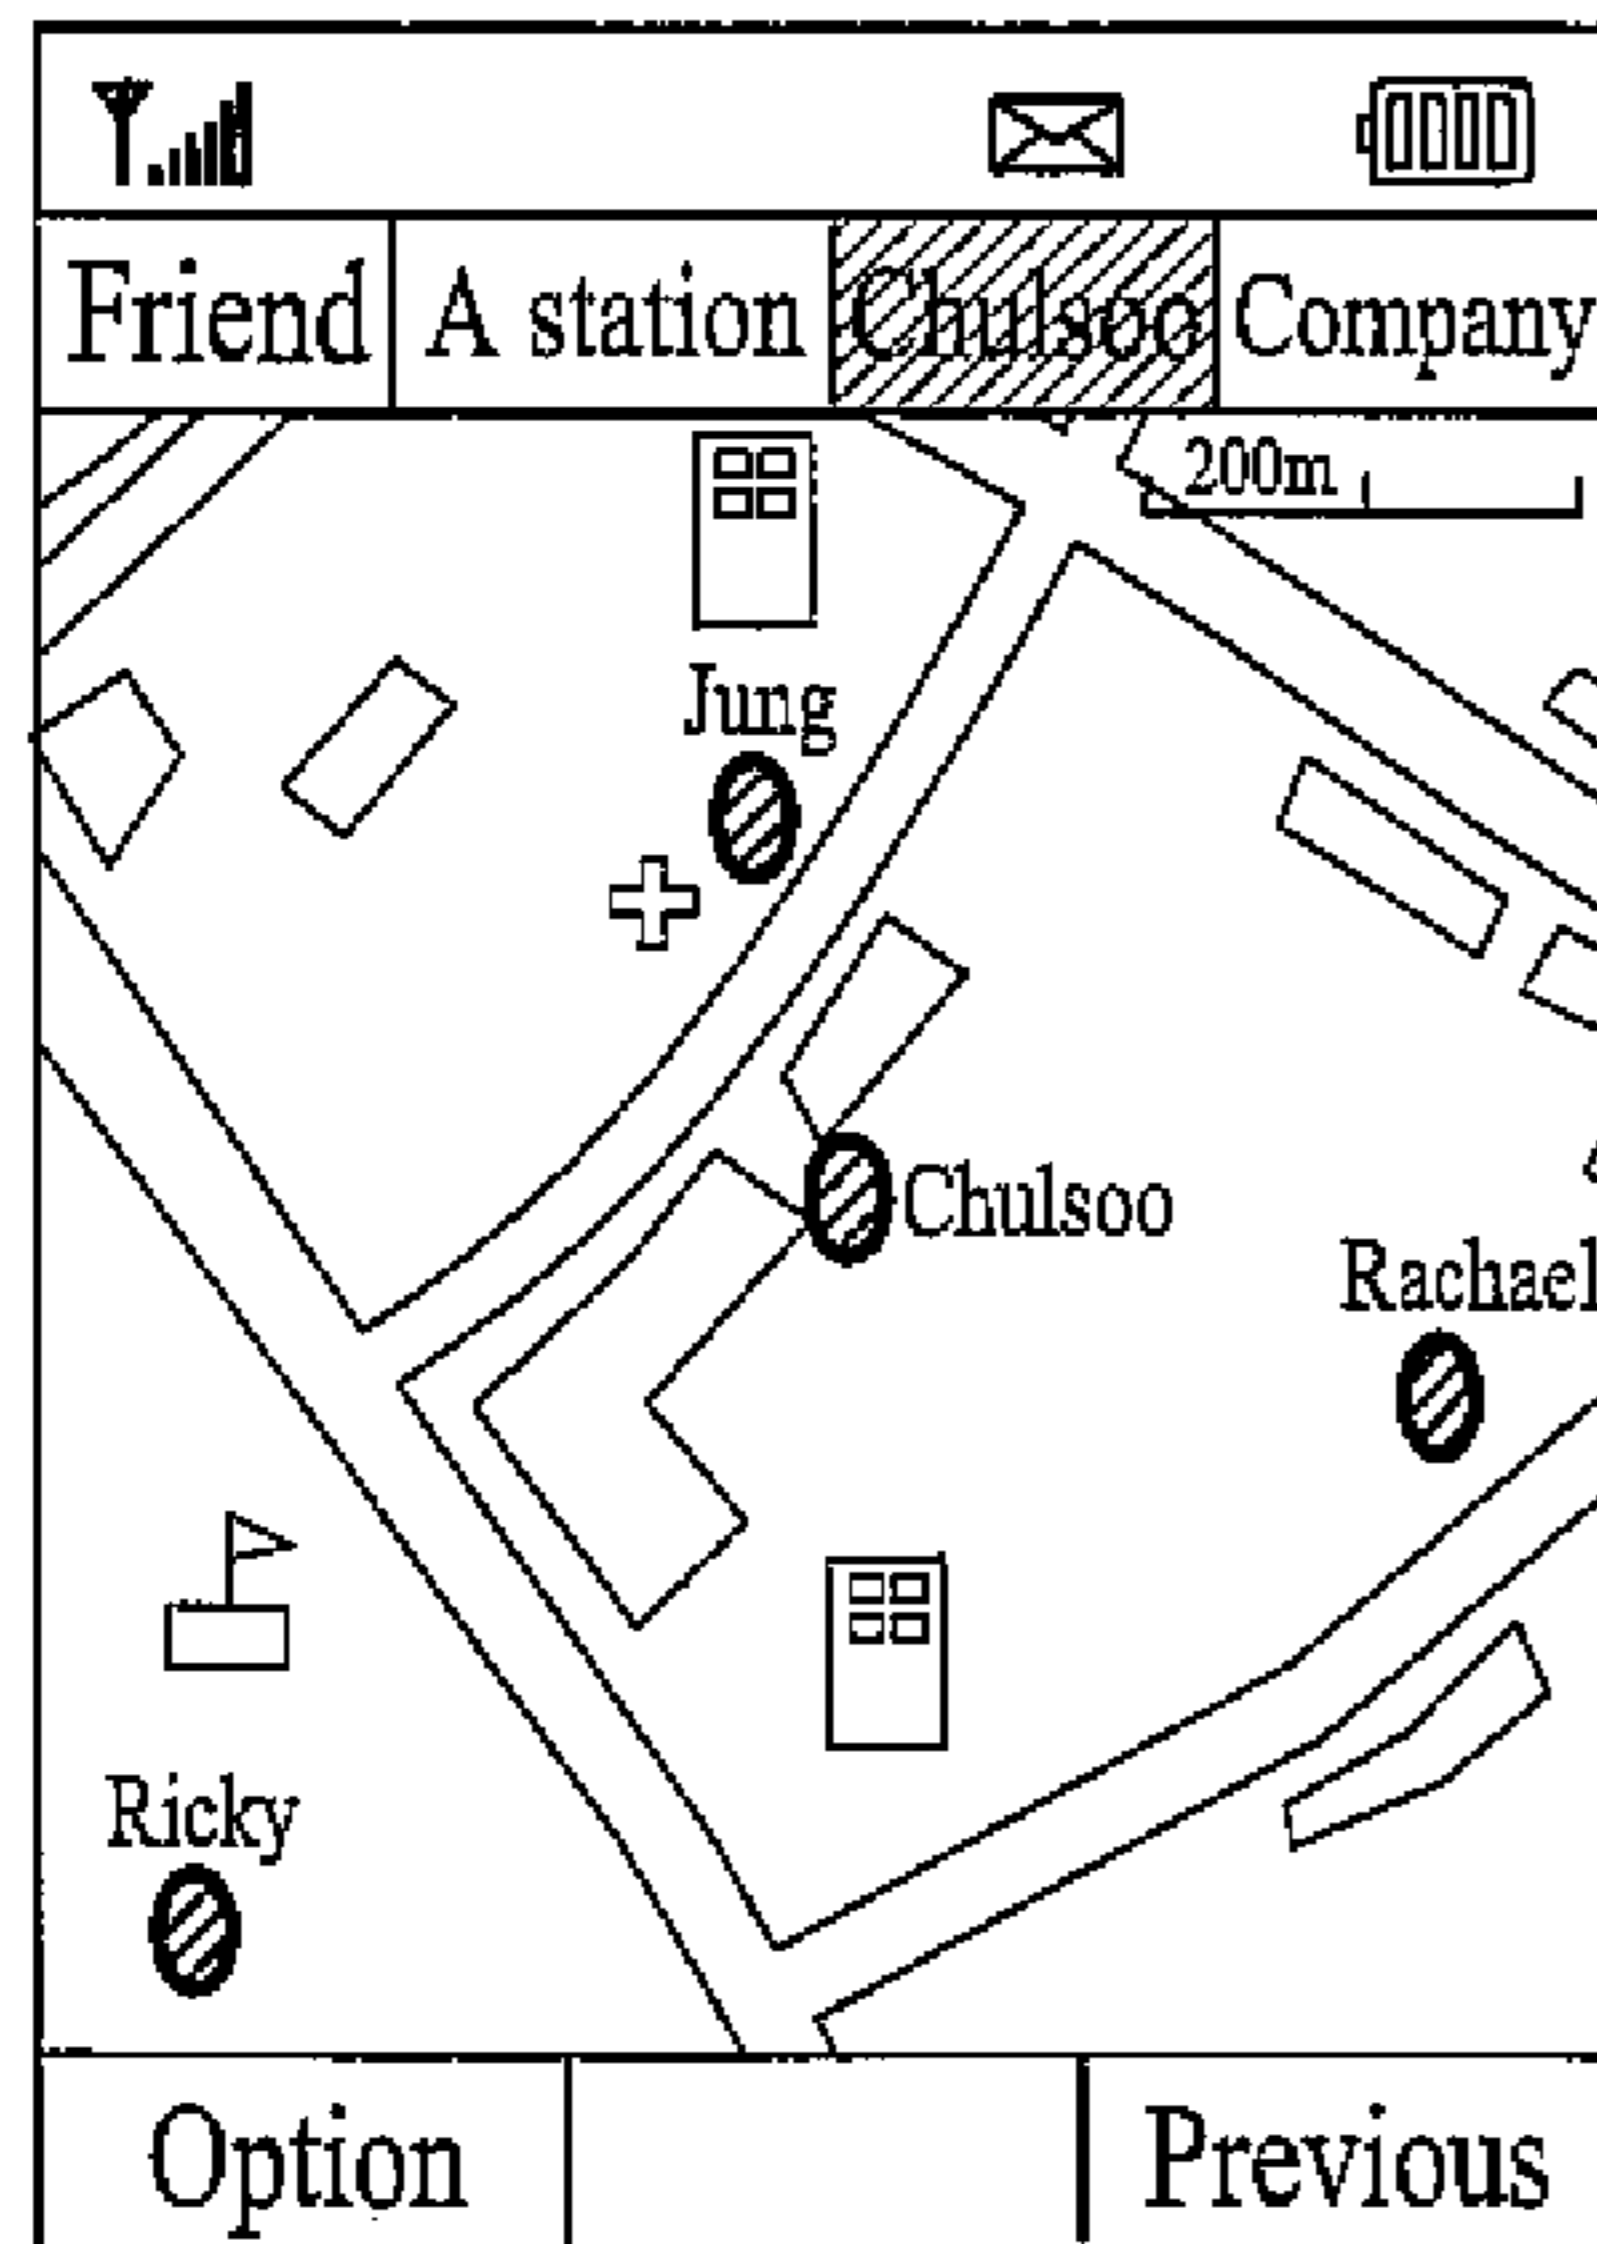 Friend A station Chulsoo Company
200m
Jung
Chulsoo
Rachael
Ricky
Option Previous